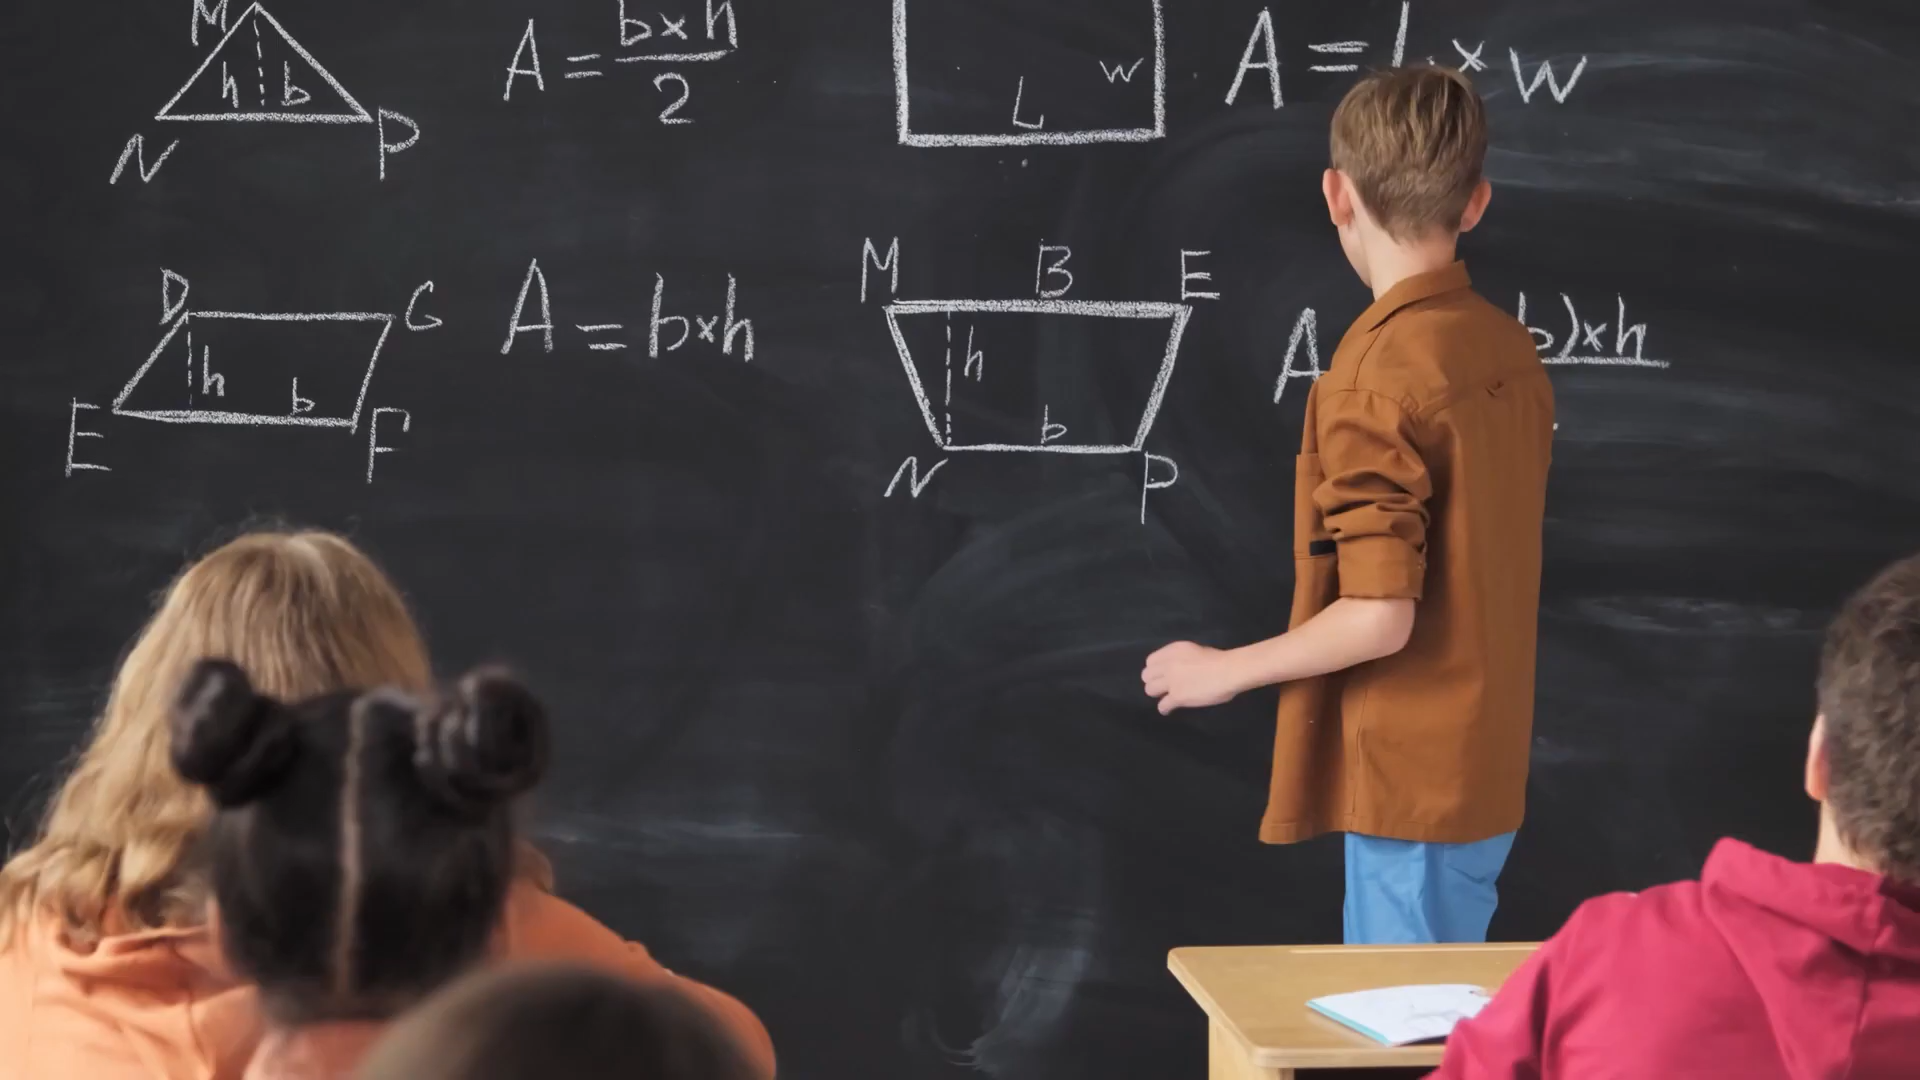 M
h b
N P
A = b×h
2
L w
A = L × w
D G
h b
E F
A = b×h
M B E
h
b
N P
A b)×h